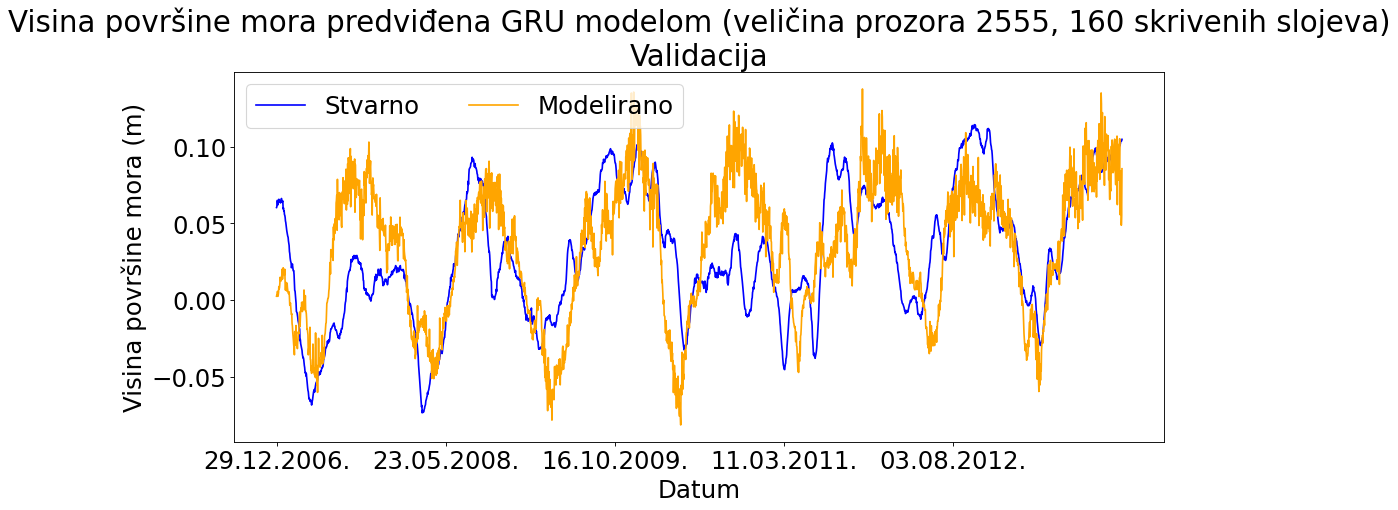 Visina površine mora predviđena GRU modelom (veličina prozora 2555, 160 skrivenih slojeva)
Validacija
Stvarno Modelirano
Visina površine mora (m)
0.10
0.05
0.00
−0.05
29.12.2006. 23.05.2008. 16.10.2009. 11.03.2011. 03.08.2012.
Datum